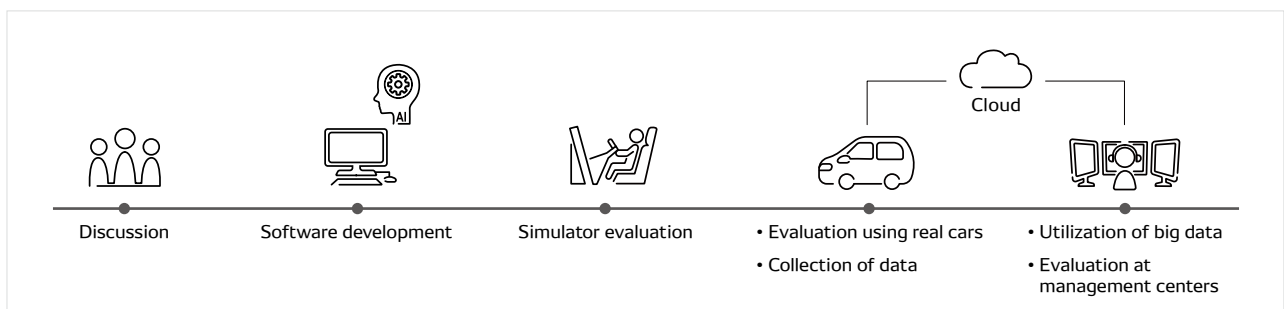 AI
Cloud
Discussion
Software development
Simulator evaluation
• Evaluation using real cars
• Collection of data
• Utilization of big data
• Evaluation at
management centers